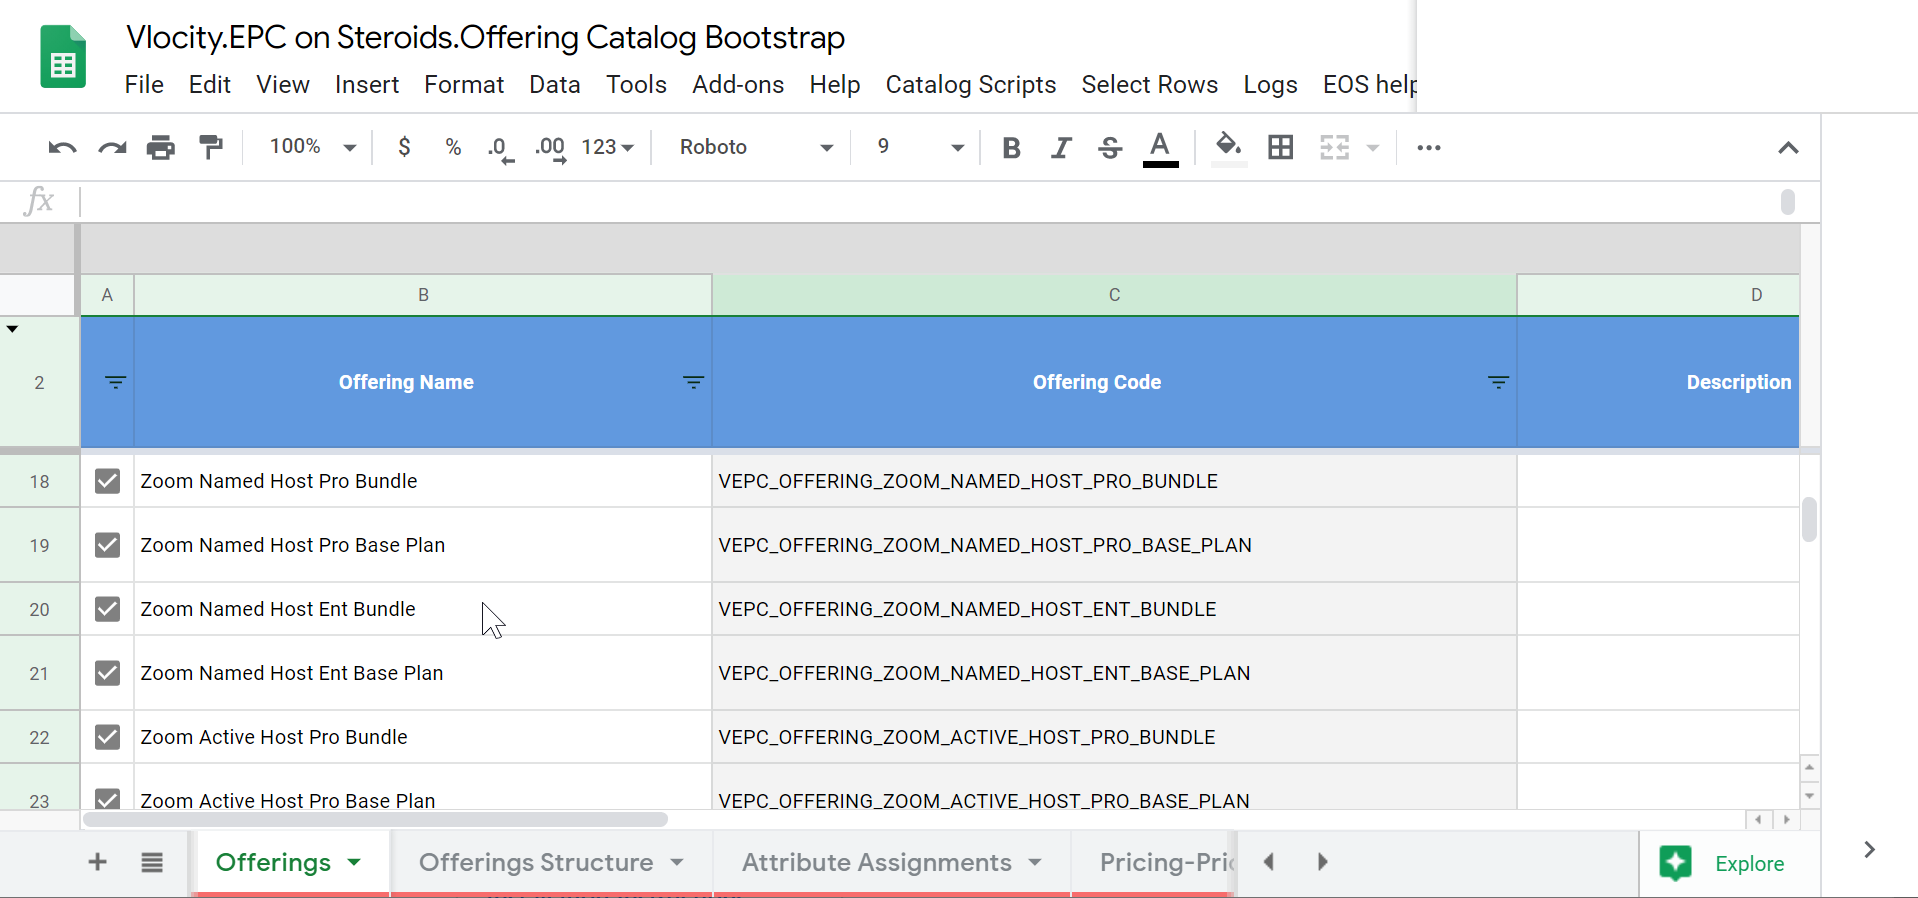 Vlocity.EPC on Steroids.Offering Catalog Bootstrap
File Edit View Insert Format Data Tools Add-ons Help Catalog Scripts Select Rows Logs EOS help
100% $ % .0 .00 123 Roboto 9 B I S A
fx
A B C D
2 Offering Name Offering Code Description
18 Zoom Named Host Pro Bundle VEPC_OFFERING_ZOOM_NAMED_HOST_PRO_BUNDLE
19 Zoom Named Host Pro Base Plan VEPC_OFFERING_ZOOM_NAMED_HOST_PRO_BASE_PLAN
20 Zoom Named Host Ent Bundle VEPC_OFFERING_ZOOM_NAMED_HOST_ENT_BUNDLE
21 Zoom Named Host Ent Base Plan VEPC_OFFERING_ZOOM_NAMED_HOST_ENT_BASE_PLAN
22 Zoom Active Host Pro Bundle VEPC_OFFERING_ZOOM_ACTIVE_HOST_PRO_BUNDLE
23 Zoom Active Host Pro Base Plan VEPC_OFFERING_ZOOM_ACTIVE_HOST_PRO_BASE_PLAN
Offerings Offerings Structure Attribute Assignments Pricing-Pric Explore